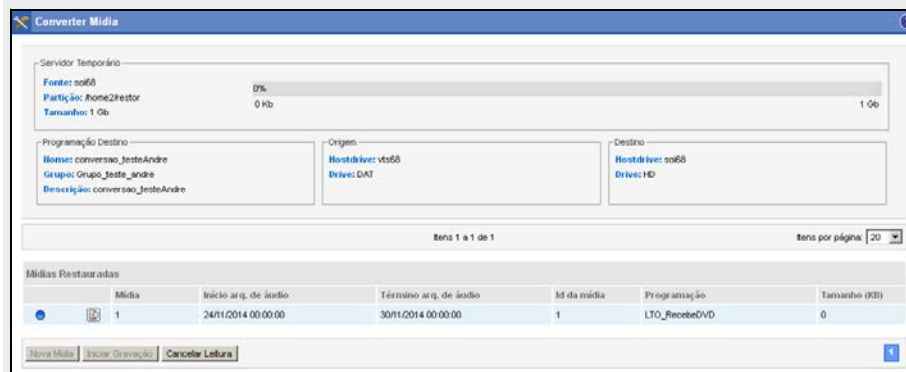 Converter Mídia
Servidor Temporário
Fonte: soi68
Partição: /home2/restor
Tamanho: 1 Gb
0%
0 Kb 1 Gb
Programação Destino
Nome: conversao_testeAndre
Grupo: Grupo_teste_andre
Descrição: conversao_testeAndre
Origem
Hostdrive: vts68
Drive: DAT
Destino
Hostdrive: soi68
Drive: HD
Itens 1 a 1 de 1 Itens por página: 20
Mídias Restauradas
Mídia Início arq. de áudio Término arq. de áudio Id da mídia Programação Tamanho (KB)
1 24/11/2014 00:00:00 30/11/2014 00:00:00 1 LTO_RecebeDVD 0
Nova Mídia Iniciar Gravação Cancelar Leitura 1